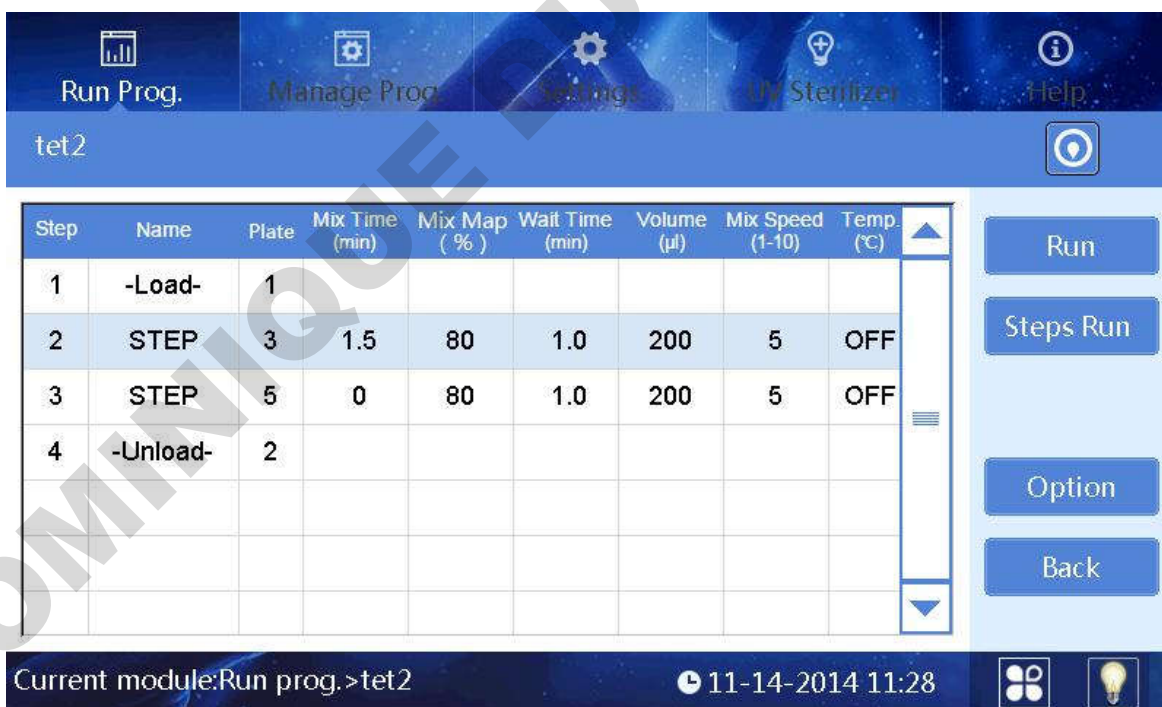 Run Prog. Manage Prog. Settings UV Sterilizer Help
tet2
Step Name Plate Mix Time (min) Mix Map (%) Wait Time (min) Volume (μl) Mix Speed (1-10) Temp. (℃)
1 -Load- 1
2 STEP 3 1.5 80 1.0 200 5 OFF
3 STEP 5 0 80 1.0 200 5 OFF
4 -Unload- 2
Run
Steps Run
Option
Back
Current module:Run prog.>tet2 11-14-2014 11:28